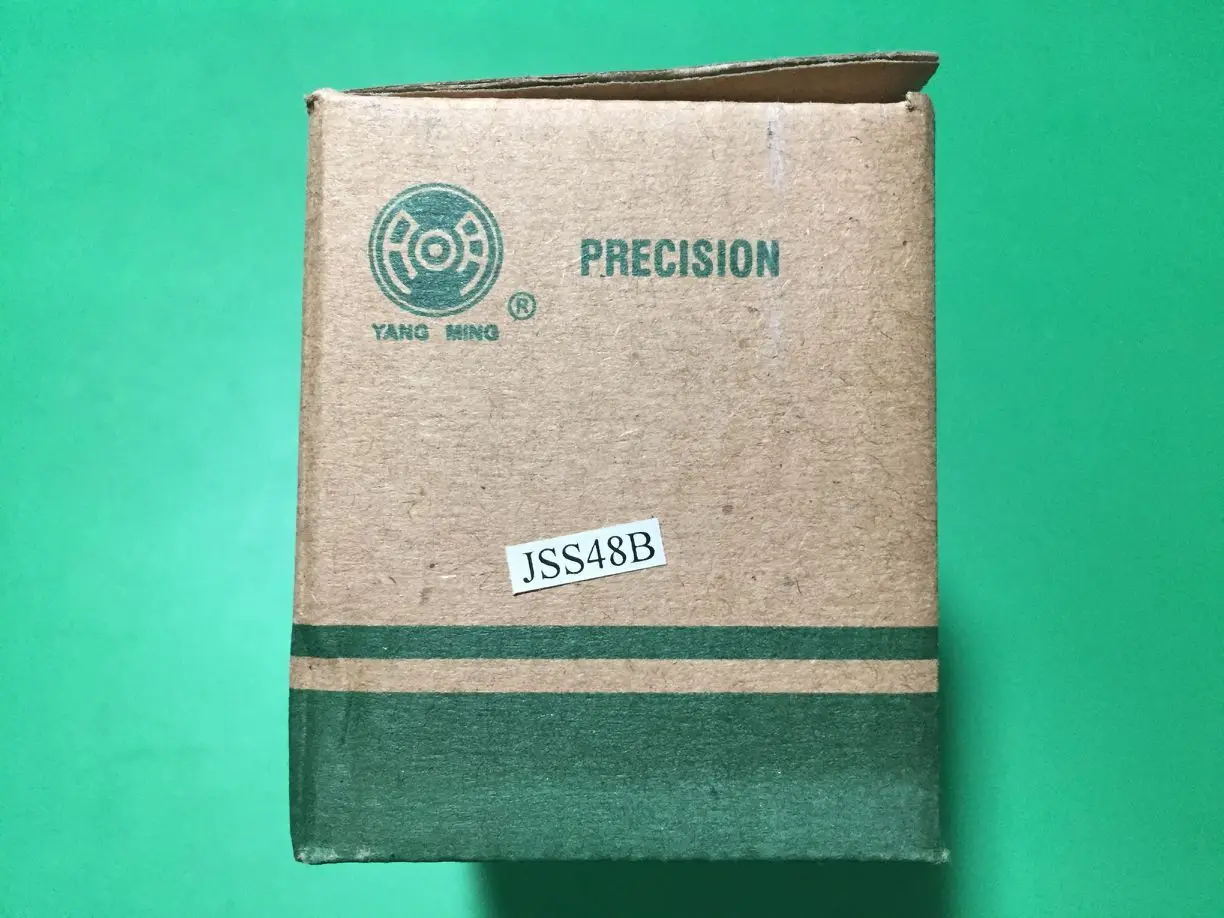 PRECISION
®
YANG MING
JSS48B